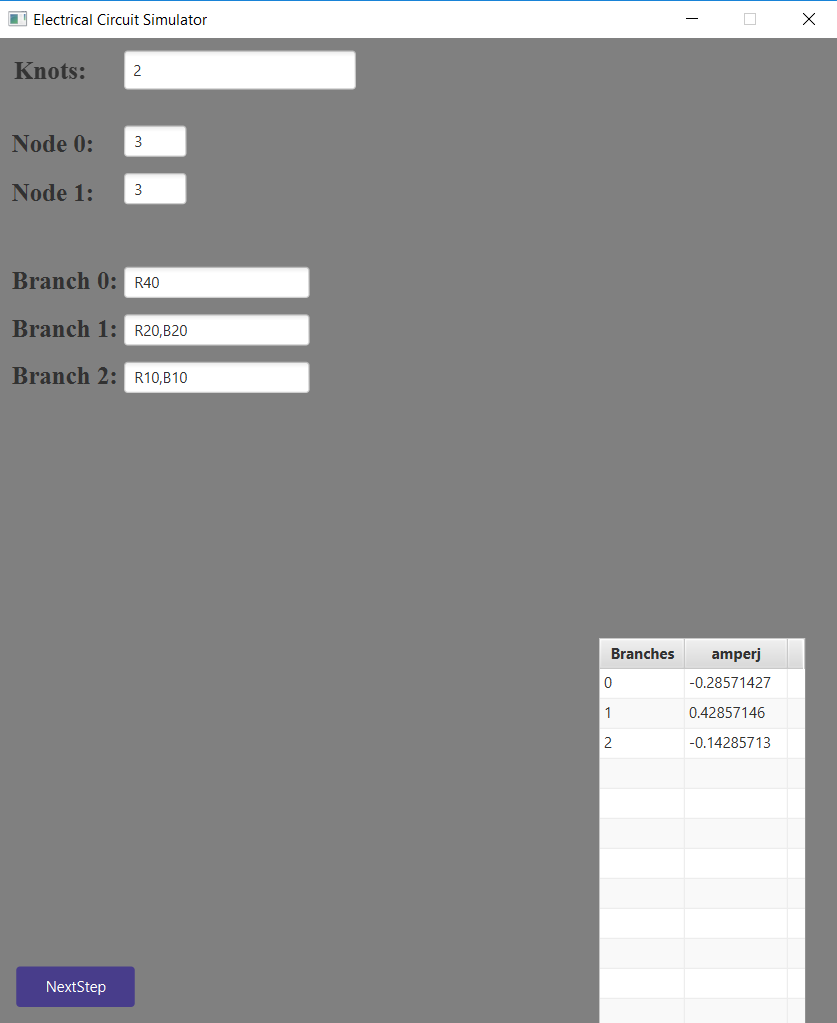 Electrical Circuit Simulator
Knots: 2
Node 0: 3
Node 1: 3
Branch 0: R40
Branch 1: R20,B20
Branch 2: R10,B10
Branches amperj
0 -0.28571427
1 0.42857146
2 -0.14285713
NextStep